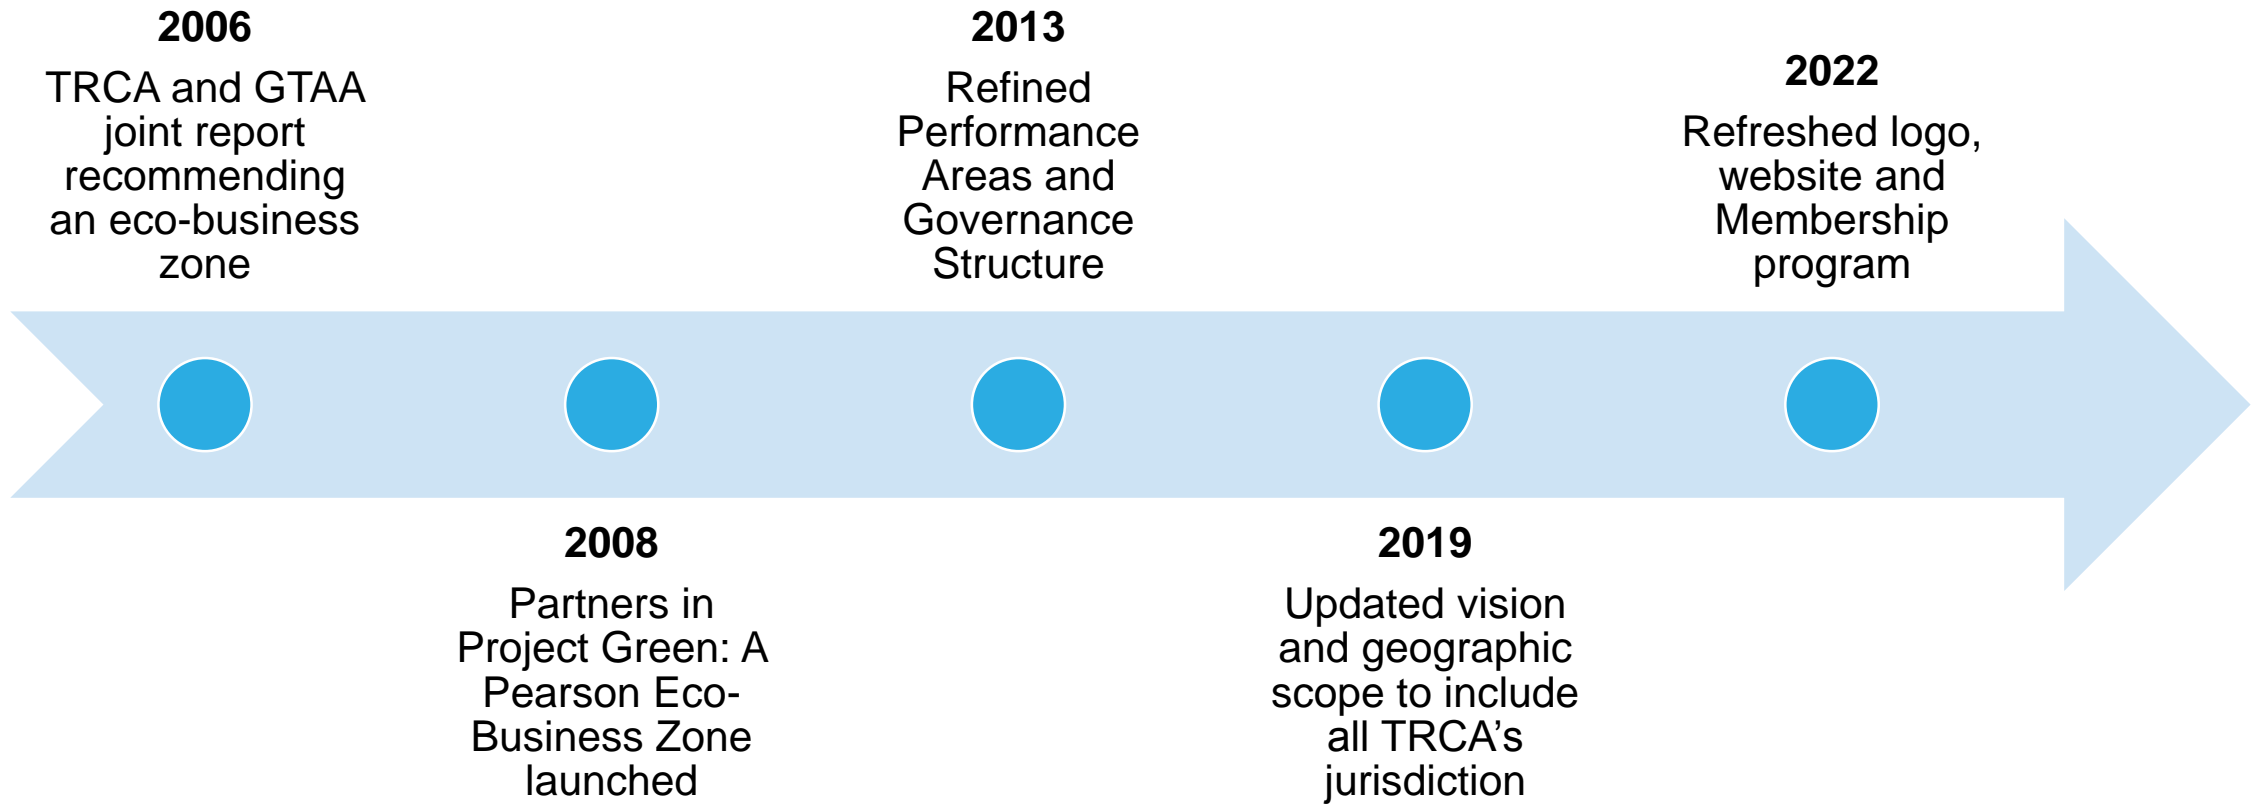 2006
TRCA and GTAA
joint report
recommending
an eco-business
zone
2008
Partners in
Project Green: A
Pearson Eco-
Business Zone
launched
2013
Refined
Performance
Areas and
Governance
Structure
2019
Updated vision
and geographic
scope to include
all TRCA’s
jurisdiction
2022
Refreshed logo,
website and
Membership
program